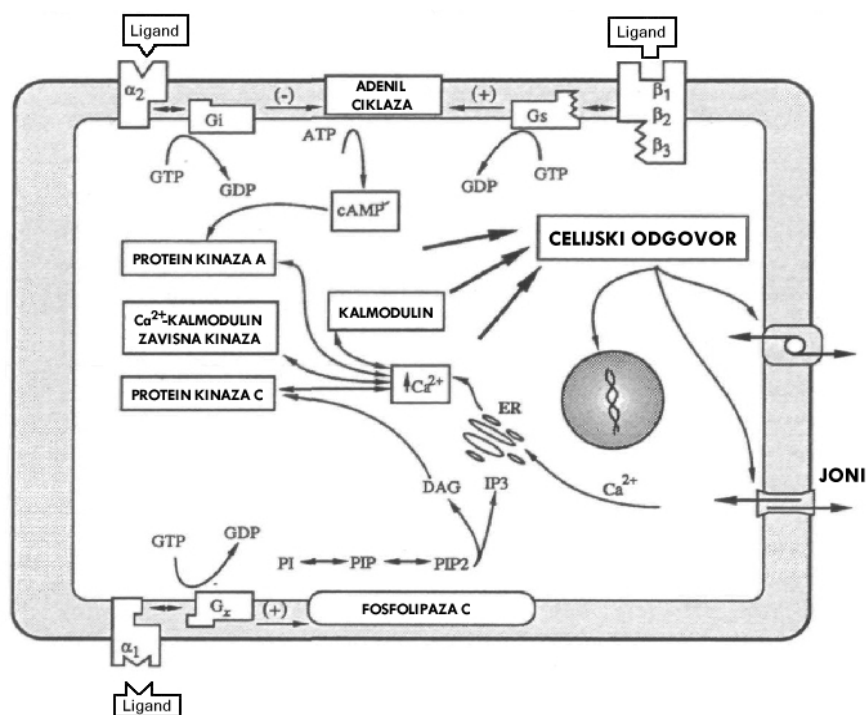 Ligand
Ligand
α2
Gi
(-)
ADENIL
CIKLAZA
(+)
Gs
β1
β2
β3
GTP
GDP
ATP
GDP
GTP
cAMP
PROTEIN KINAZA A
CELIJSKI ODGOVOR
KALMODULIN
Ca2+-KALMODULIN
ZAVISNA KINAZA
Ca2+
PROTEIN KINAZA C
ER
DAG
IP3
Ca2+
JONI
GTP
GDP
PI
PIP
PIP2
Gx
(+)
FOSFOLIPAZA C
α1
Ligand